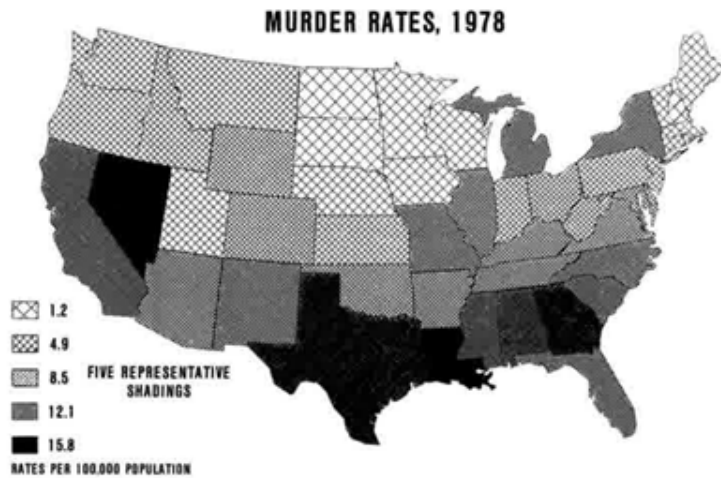 MURDER RATES, 1978
1.2
4.9
8.5
FIVE REPRESENTATIVE
SHADINGS
12.1
15.8
RATES PER 100,000 POPULATION